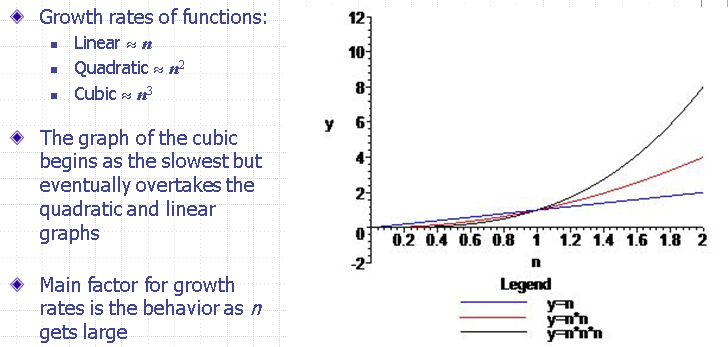 Growth rates of functions:
Linear ≈ n
Quadratic ≈ n²
Cubic ≈ n³
The graph of the cubic
begins as the slowest but
eventually overtakes the
quadratic and linear
graphs
Main factor for growth
rates is the behavior as n
gets large
12
10
8
y
6
4
2
0
-2
0.2 0.4 0.6 0.8 1 1.2 1.4 1.6 1.8 2
n
Legend
y=n
y=n*n
y=n*n*n